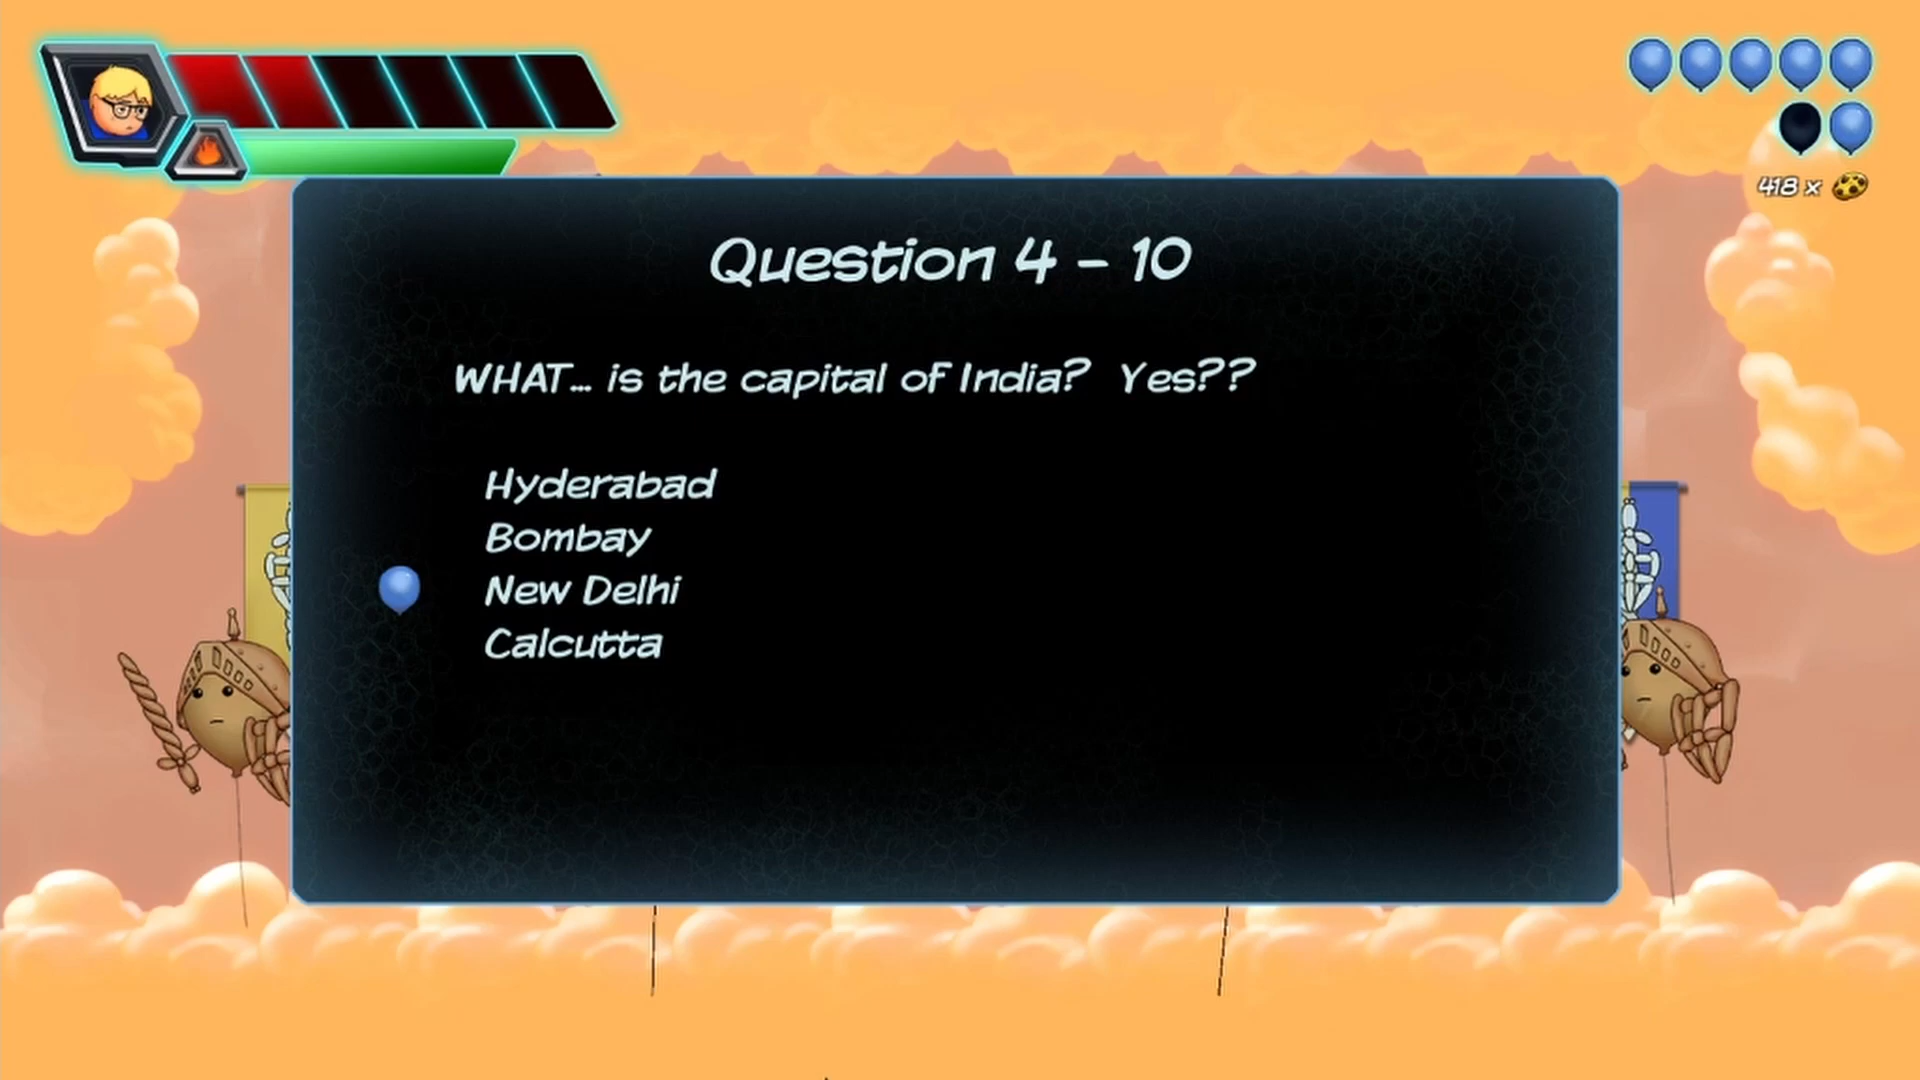 418 x
Question 4 - 10
WHAT... is the capital of India?  Yes??
Hyderabad
Bombay
New Delhi
Calcutta